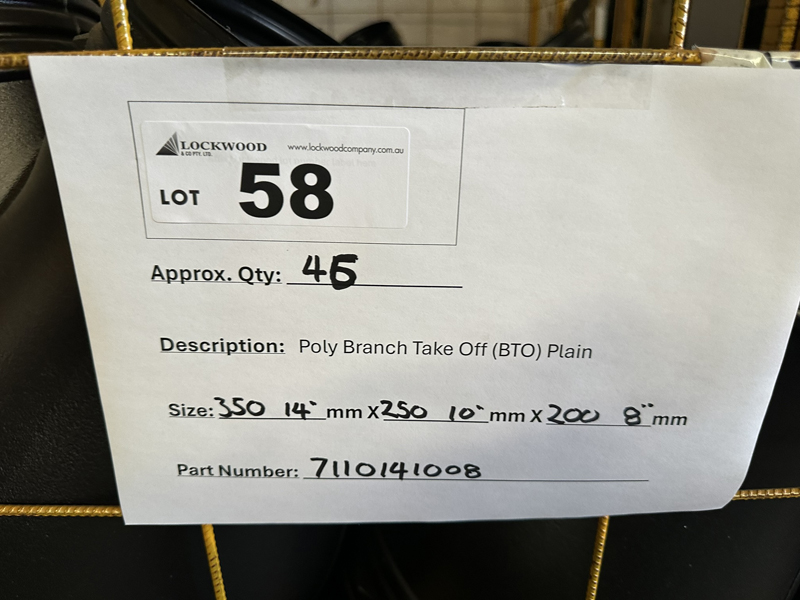 LOCKWOOD www.lockwoodcompany.com.au
& CO PTY. LTD.
LOT 58
Approx. Qty: 45
Description: Poly Branch Take Off (BTO) Plain
Size: 350 14" mm X 250 10" mm X 200 8" mm
Part Number: 7110141008